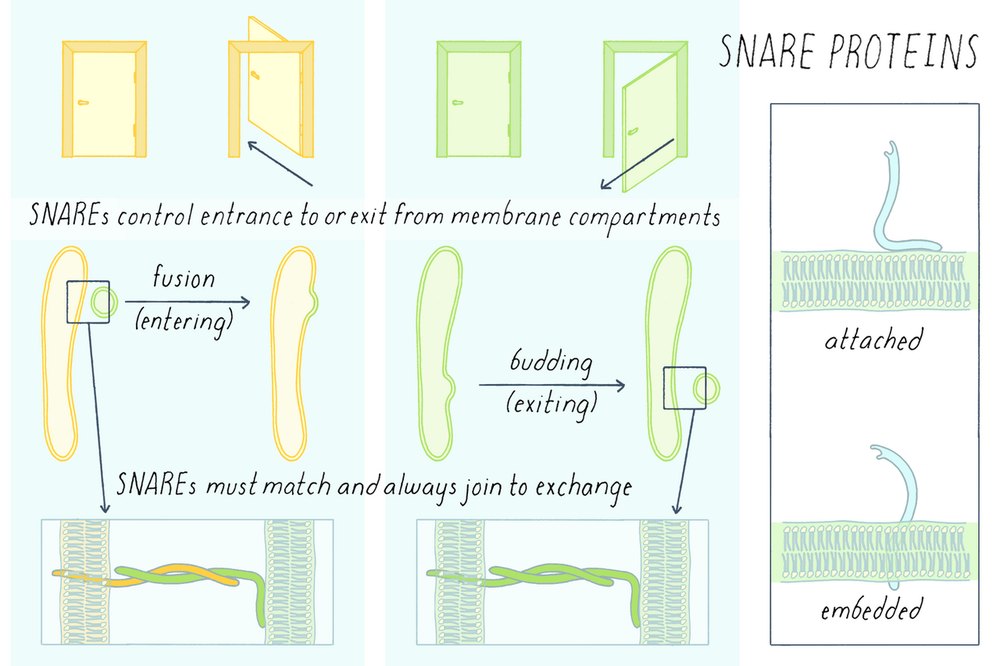 SNARE PROTEINS
SNAREs control entrance to or exit from membrane compartments
fusion
(entering)
budding
(exiting)
SNAREs must match and always join to exchange
attached
embedded